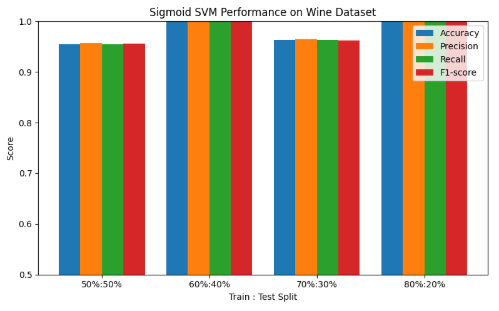 Sigmoid SVM Performance on Wine Dataset
Score
1.0
0.9
0.8
0.7
0.6
0.5
Accuracy
Precision
Recall
F1-score
50%:50%
60%:40%
70%:30%
80%:20%
Train : Test Split